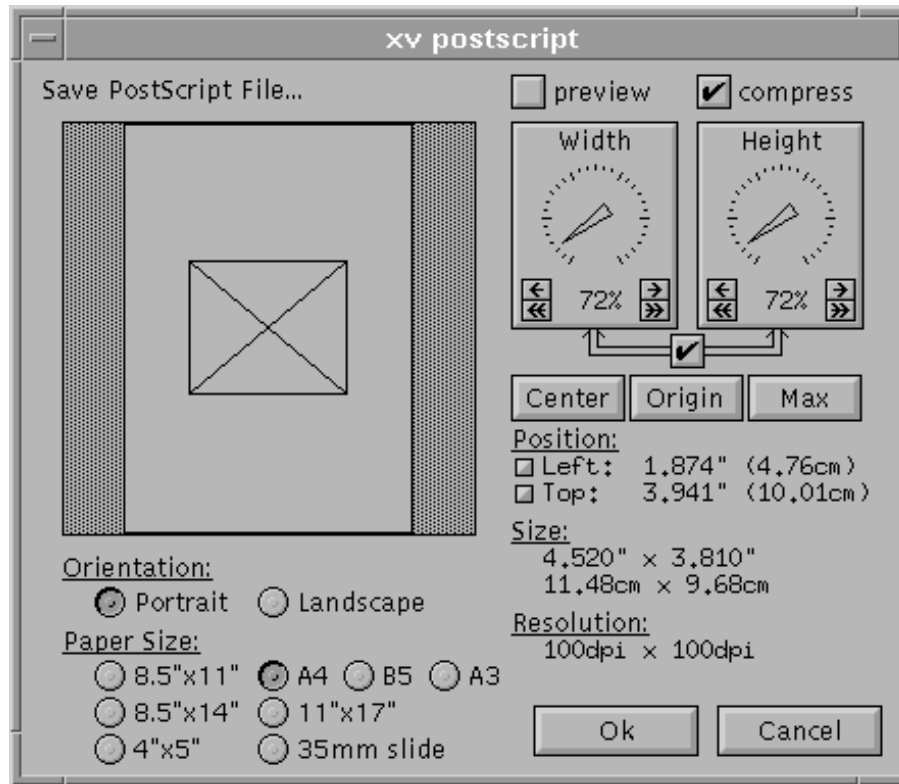 xv postscript
Save PostScript File...
preview compress
Width Height
72% 72%
Center Origin Max
Position:
Left: 1.874" (4.76cm)
Top: 3.941" (10.01cm)
Size:
4.520" × 3.810"
11.48cm × 9.68cm
Resolution:
100dpi × 100dpi
Orientation:
Portrait Landscape
Paper Size:
8.5"x11" A4 B5 A3
8.5"x14" 11"x17"
4"x5" 35mm slide
Ok Cancel